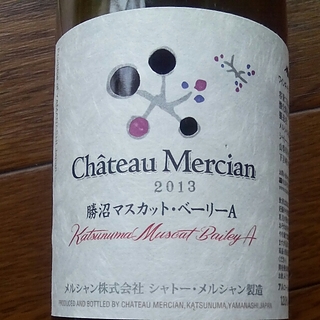 Château Mercian
2013
勝沼マスカット・ベーリーA
Katsunuma Muscat Bailey A
メルシャン株式会社 シャトー・メルシャン製造
PRODUCED AND BOTTLED BY CHATEAU MERCIAN, KATSUNUMA, YAMANASHI, JAPAN